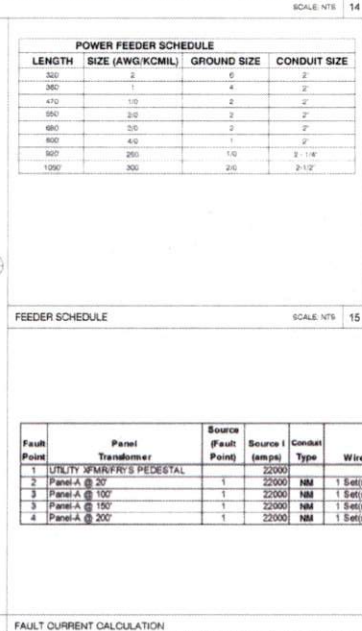 SCALE: NTS 14
POWER FEEDER SCHEDULE
LENGTH SIZE (AWG/KCMIL) GROUND SIZE CONDUIT SIZE
320' 2 6 2"
360' 1 4 2"
470' 1/0 2 2"
550' 2/0 2 2"
680' 3/0 2 2"
800' 4/0 1 2"
920' 250 1/0 2 - 1/4"
1050' 300 2/0 2-1/2"
FEEDER SCHEDULE SCALE: NTS 15
Fault Point Panel Transformer Source (Fault Point) Source I (amps) Conduit Type Wire
1 UTILITY XFMR/FRY'S PEDESTAL 22000
2 Panel-A @ 20' 1 22000 NM 1 Set(
3 Panel-A @ 100' 1 22000 NM 1 Set(
3 Panel-A @ 150' 1 22000 NM 1 Set(
4 Panel-A @ 200' 1 22000 NM 1 Set(
FAULT CURRENT CALCULATION